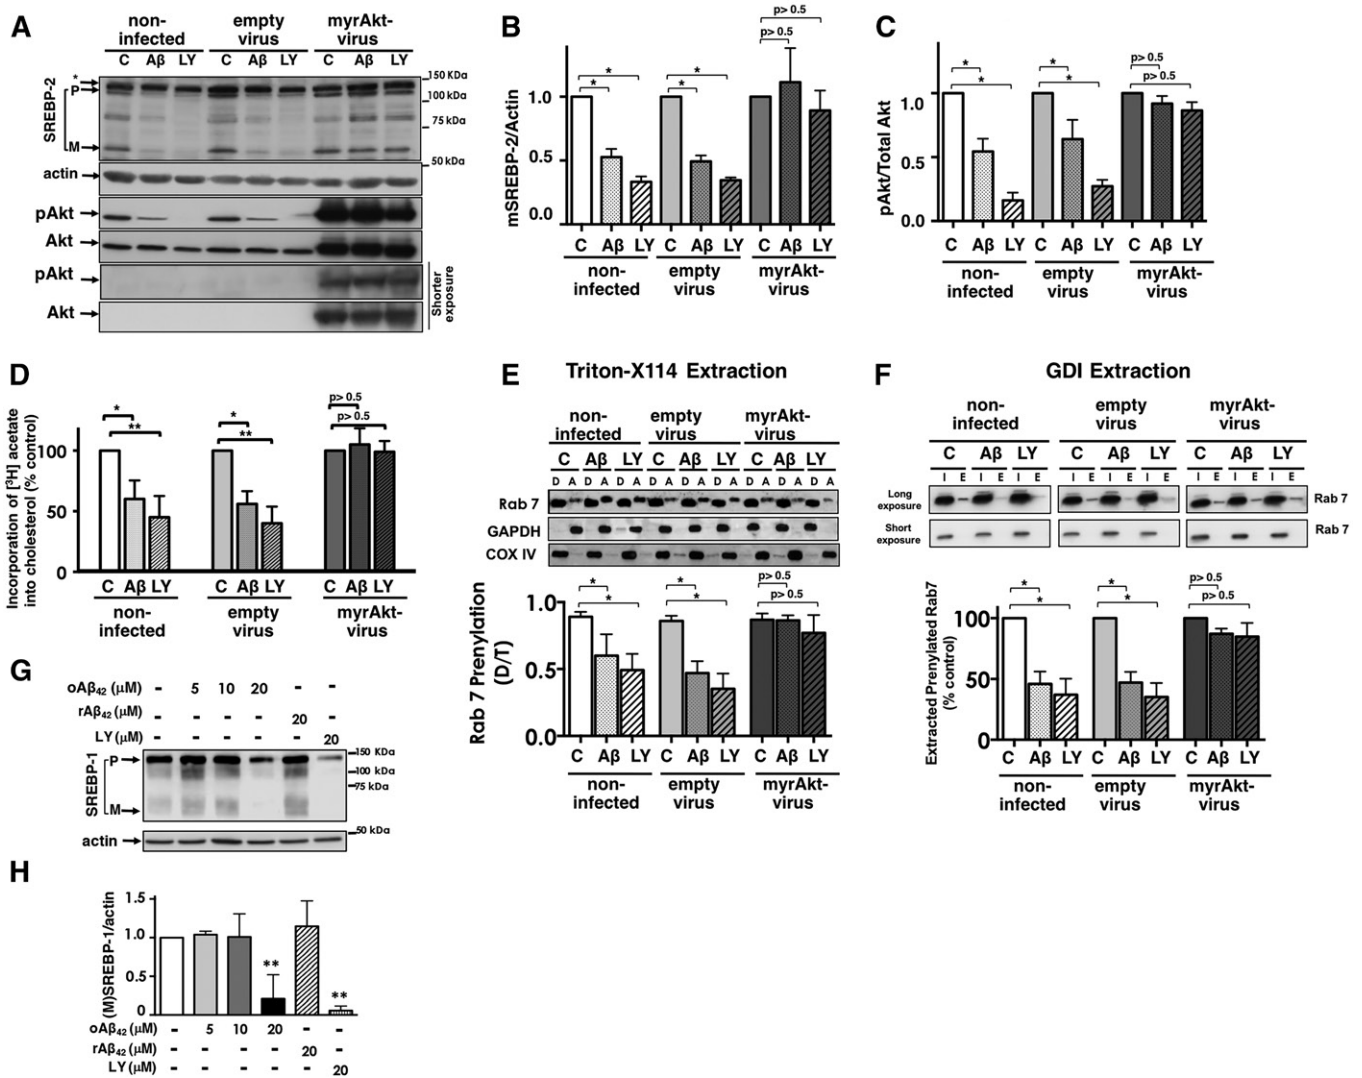 A
non-
infected
empty
virus
myrAkt-
virus
C Aβ LY C Aβ LY C Aβ LY
SREBP-2
*
P
M
150 KDa
100 kDa
75 kDa
50 kDa
actin
pAkt
Akt
pAkt
Akt
Shorter
exposure
B
mSREBP-2/Actin
1.0
0.5
0.0
* *
* *
p> 0.5
p> 0.5
C Aβ LY C Aβ LY C Aβ LY
non-
infected
empty
virus
myrAkt-
virus
C
pAkt/Total Akt
1.0
0.5
0.0
* *
* *
p> 0.5
p> 0.5
C Aβ LY C Aβ LY C Aβ LY
non-
infected
empty
virus
myrAkt-
virus
D
Incorporation of [³H] acetate
into cholesterol (% control)
100
50
0
* **
* **
p> 0.5
p> 0.5
C Aβ LY C Aβ LY C Aβ LY
non-
infected
empty
virus
myrAkt-
virus
E Triton-X114 Extraction
non-
infected
empty
virus
myrAkt-
virus
C Aβ LY C Aβ LY C Aβ LY
D A D A D A D A D A D A D A D A D A
Rab 7
GAPDH
COX IV
Rab 7 Prenylation
(D/T)
1.0
0.5
0.0
* *
* *
p> 0.5
p> 0.5
C Aβ LY C Aβ LY C Aβ LY
non-
infected
empty
virus
myrAkt-
virus
F GDI Extraction
non-
infected
empty
virus
myrAkt-
virus
C Aβ LY C Aβ LY C Aβ LY
I E I E I E I E I E I E I E I E I E
Long
exposure
Rab 7
Short
exposure
Rab 7
Extracted Prenylated Rab7
(% control)
100
50
0
* *
* *
p> 0.5
p> 0.5
C Aβ LY C Aβ LY C Aβ LY
non-
infected
empty
virus
myrAkt-
virus
G
oAβ₄₂ (μM) - 5 10 20 - -
rAβ₄₂ (μM) - - - - 20 -
LY (μM) - - - - - 20
SREBP-1
P
M
150 KDa
100 kDa
75 kDa
50 kDa
actin
H
(M)SREBP-1/actin
1.5
1.0
0.5
0
** **
oAβ₄₂ (μM) - 5 10 20 - -
rAβ₄₂ (μM) - - - - 20 -
LY (μM) - - - - - 20